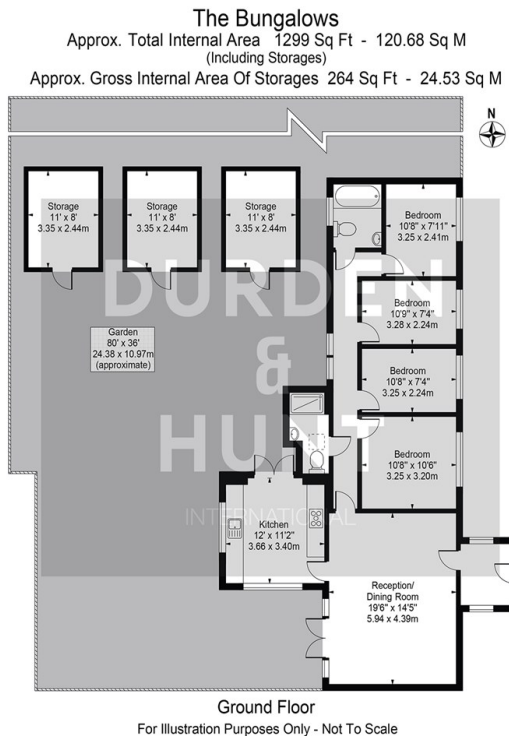 The Bungalows
Approx. Total Internal Area 1299 Sq Ft - 120.68 Sq M
(Including Storages)
Approx. Gross Internal Area Of Storages 264 Sq Ft - 24.53 Sq M
N
Storage
11' x 8'
3.35 x 2.44m
Storage
11' x 8'
3.35 x 2.44m
Storage
11' x 8'
3.35 x 2.44m
Bedroom
10'8" x 7'11"
3.25 x 2.41m
Bedroom
10'9" x 7'4"
3.28 x 2.24m
Garden
80' x 36'
24.38 x 10.97m
(approximate)
Bedroom
10'8" x 7'4"
3.25 x 2.24m
Bedroom
10'8" x 10'6"
3.25 x 3.20m
Kitchen
12' x 11'2"
3.66 x 3.40m
Reception/
Dining Room
19'6" x 14'5"
5.94 x 4.39m
DURDEN
&
HUNT
INTERNATIONAL
Ground Floor
For Illustration Purposes Only - Not To Scale